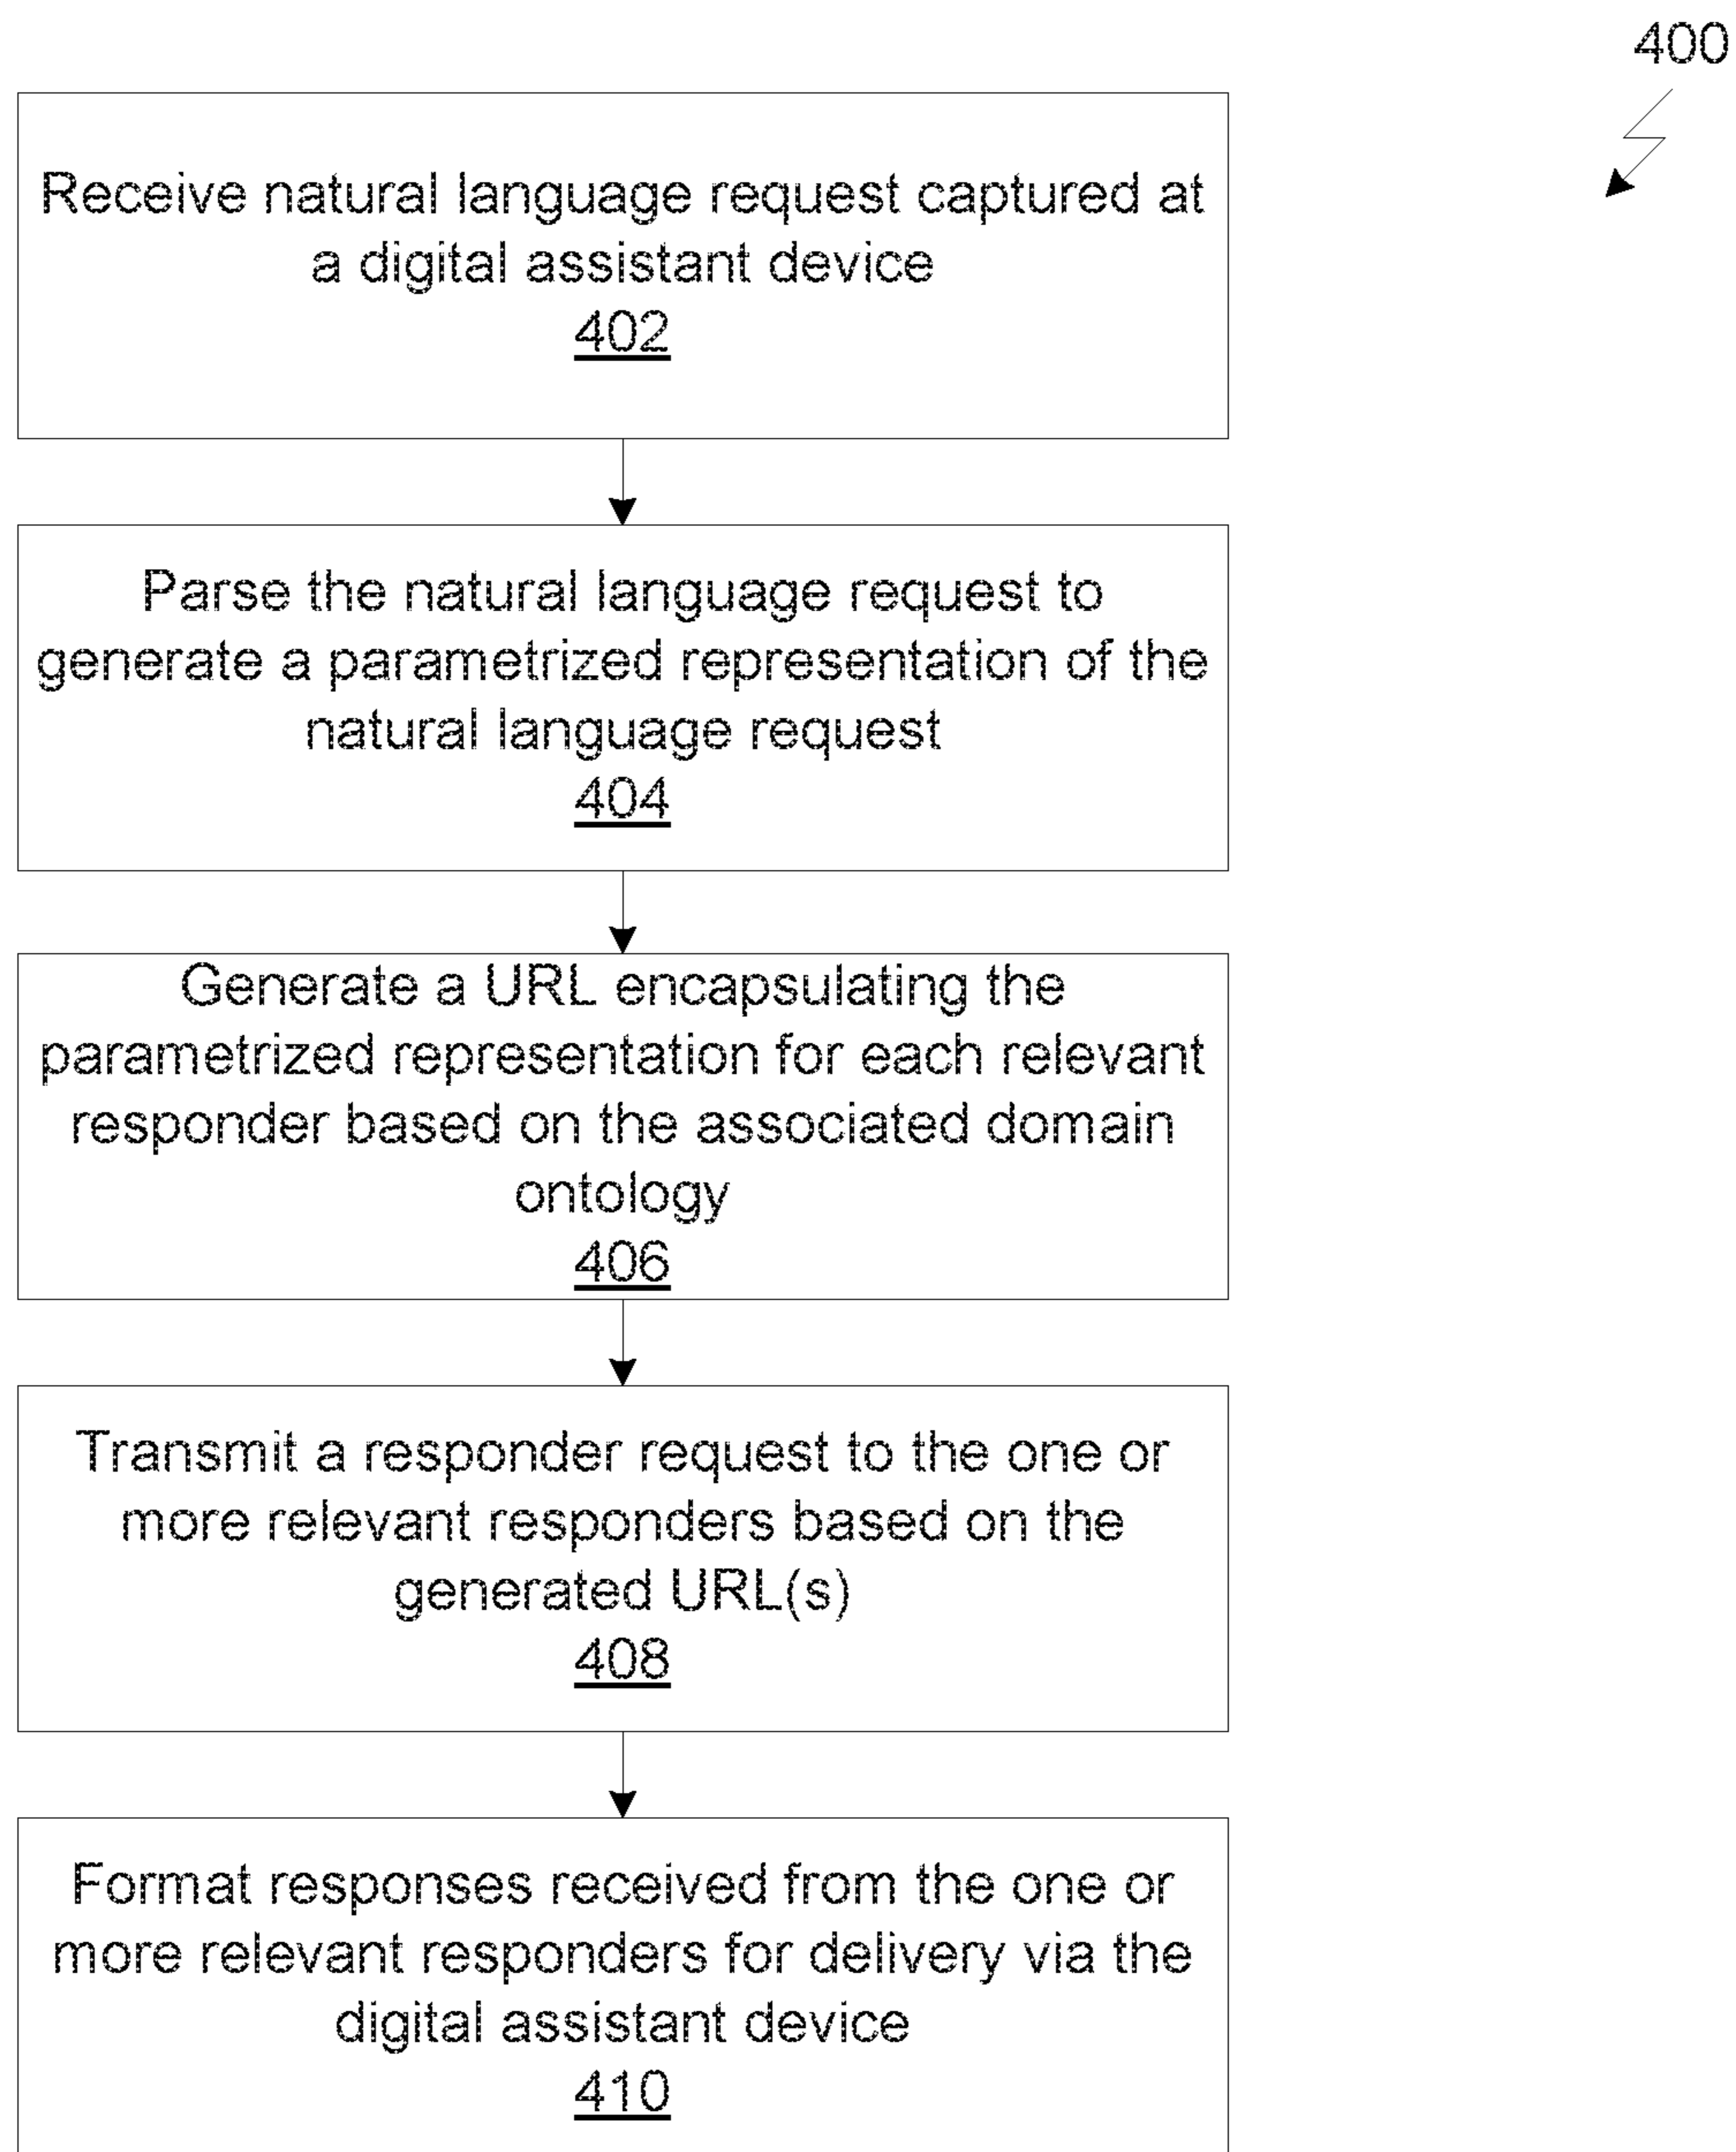 400
Receive natural language request captured at
a digital assistant device
402
Parse the natural language request to
generate a parametrized representation of the
natural language request
404
Generate a URL encapsulating the
parametrized representation for each relevant
responder based on the associated domain
ontology
406
Transmit a responder request to the one or
more relevant responders based on the
generated URL(s)
408
Format responses received from the one or
more relevant responders for delivery via the
digital assistant device
410